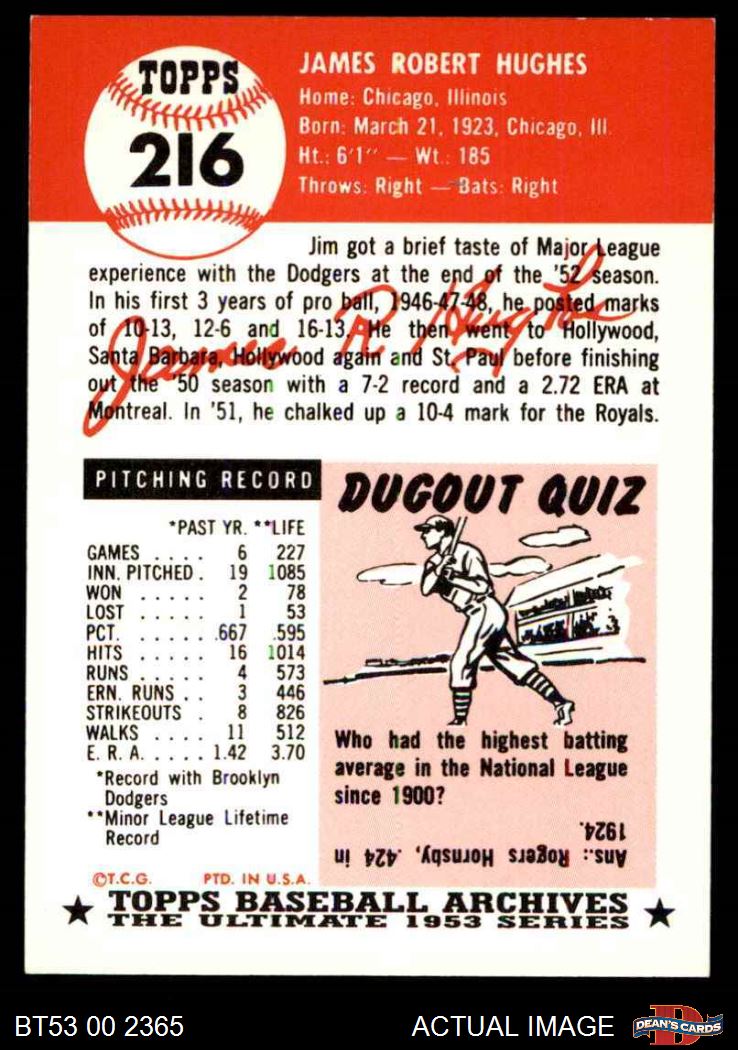 TOPPS
216
JAMES ROBERT HUGHES
Home: Chicago, Illinois
Born: March 21, 1923, Chicago, Ill.
Ht.: 6'1" — Wt.: 185
Throws: Right — Bats: Right
Jim got a brief taste of Major League
experience with the Dodgers at the end of the '52 season.
In his first 3 years of pro ball, 1946-47-48, he posted marks
of 10-13, 12-6 and 16-13. He then went to Hollywood,
Santa Barbara, Hollywood again and St. Paul before finishing
out the '50 season with a 7-2 record and a 2.72 ERA at
Montreal. In '51, he chalked up a 10-4 mark for the Royals.
James R. Hughes
PITCHING RECORD
*PAST YR. **LIFE
GAMES . . . . 6 227
INN. PITCHED . 19 1085
WON . . . . . 2 78
LOST . . . . . 1 53
PCT. . . . . . .667 .595
HITS . . . . . 16 1014
RUNS . . . . . 4 573
ERN. RUNS . . 3 446
STRIKEOUTS . 8 826
WALKS . . . . 11 512
E. R. A. . . . . 1.42 3.70
*Record with Brooklyn
Dodgers
**Minor League Lifetime
Record
©T.C.G. PTD. IN U.S.A.
DUGOUT QUIZ
Who had the highest batting
average in the National League
since 1900?
Ans.: Rogers Hornsby, .424 in
1924.
TOPPS BASEBALL ARCHIVES
THE ULTIMATE 1953 SERIES
BT53 00 2365
ACTUAL IMAGE
D
DEAN'S CARDS